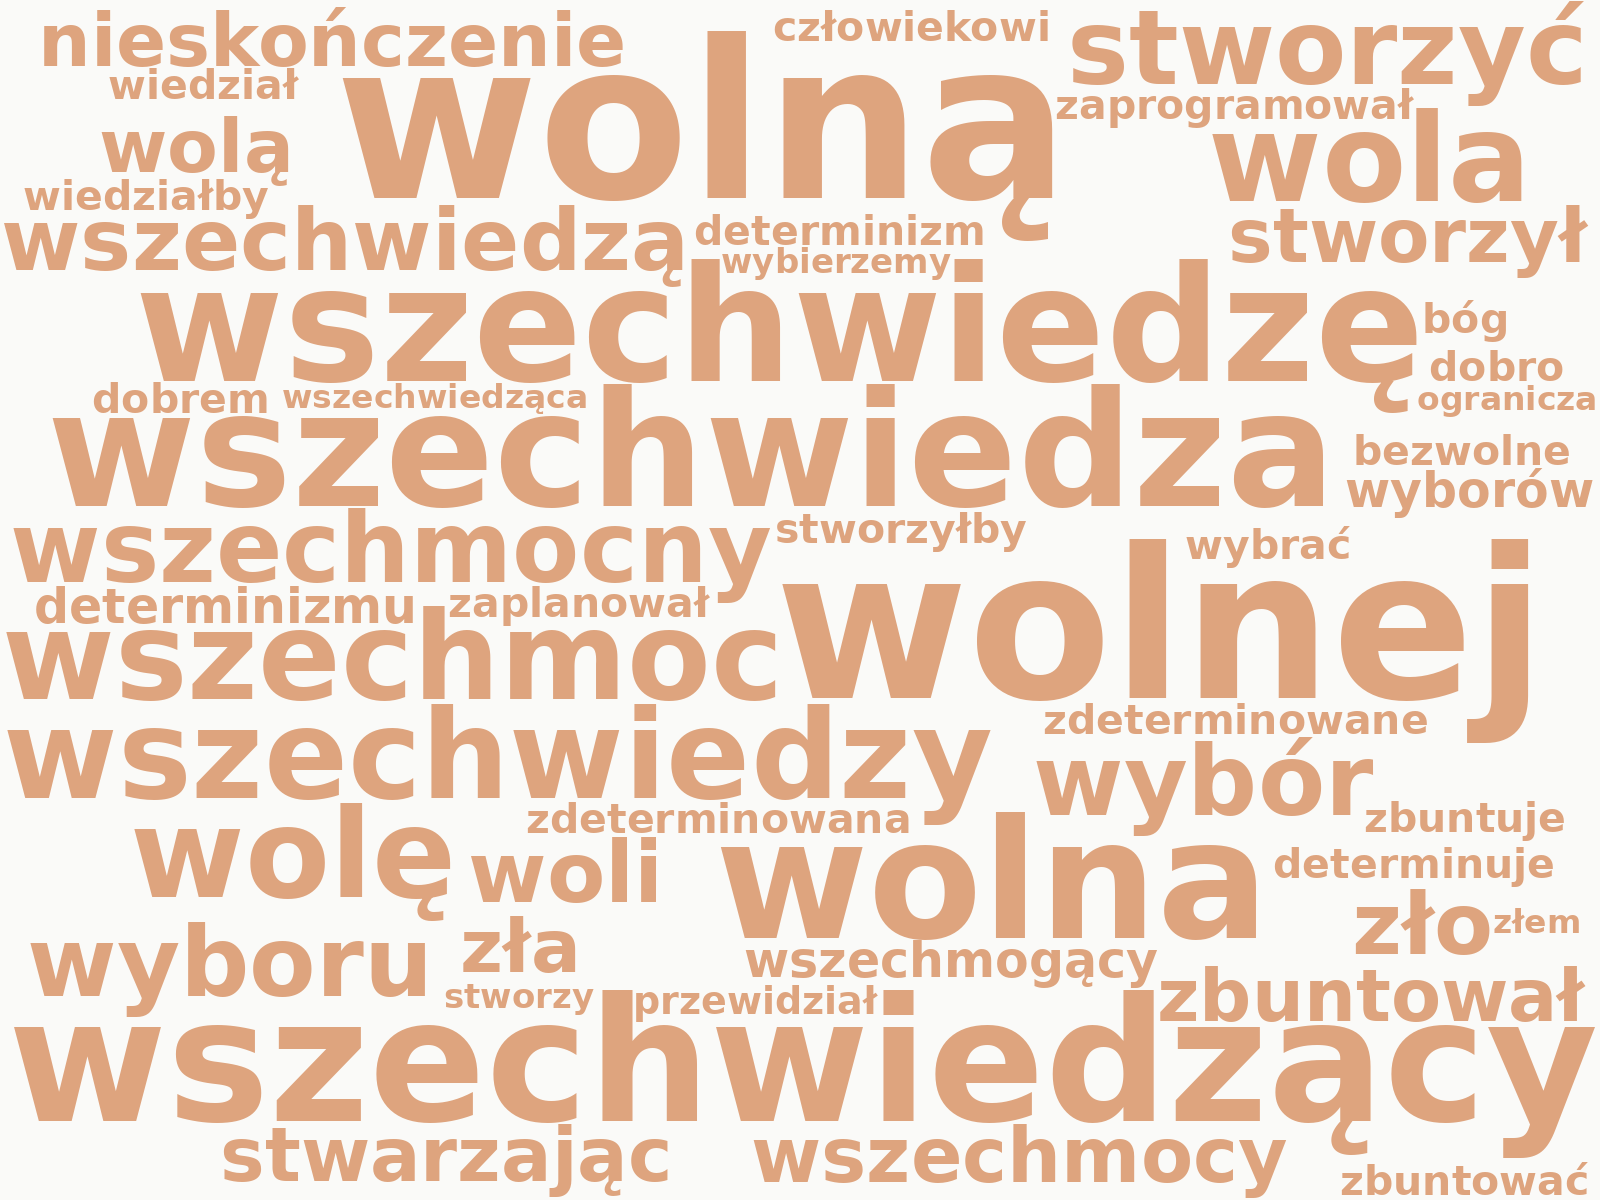 nieskończenie
człowiekowi
stworzyć
wiedział
wolną
zaprogramował
wolą
wola
wiedziałby
wszechwiedzą
determinizm
stworzył
wybierzemy
wszechwiedzę
bóg
dobro
dobrem
wszechwiedząca
ogranicza
wszechwiedza
bezwolne
wyborów
wszechmocny
stworzyłby
wybrać
determinizmu
zaplanował
wolnej
wszechmoc
wszechwiedzy
zdeterminowane
wybór
zdeterminowana
zbuntuje
wolę
woli
wolna
determinuje
zło
złem
wyboru
zła
wszechmogący
stworzy
przewidział
zbuntował
wszechwiedzący
stwarzając
wszechmocy
zbuntować